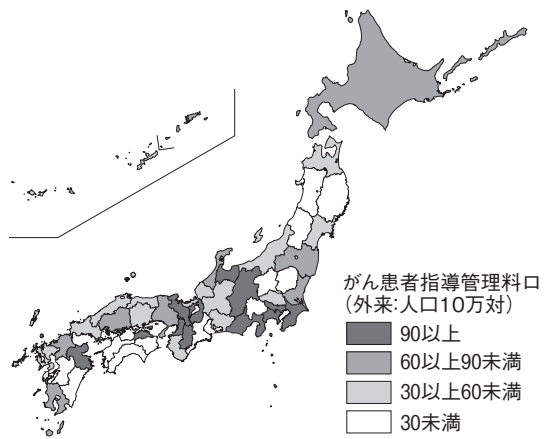 がん患者指導管理料ロ
(外来:人口10万対)
90以上
60以上90未満
30以上60未満
30未満